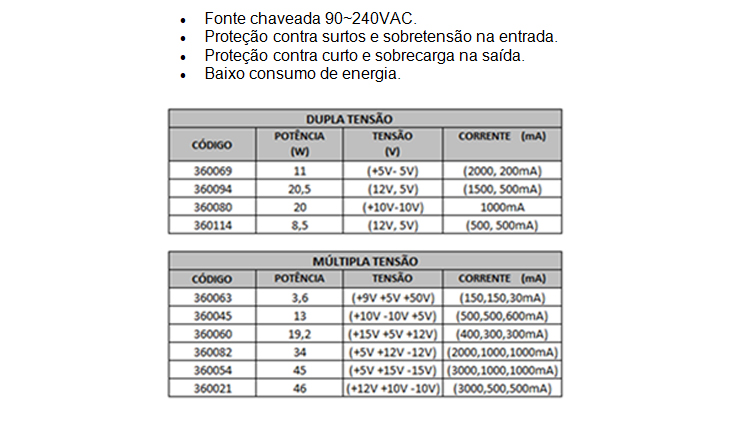 • Fonte chaveada 90~240VAC.
• Proteção contra surtos e sobretensão na entrada.
• Proteção contra curto e sobrecarga na saída.
• Baixo consumo de energia.
DUPLA TENSÃO
CÓDIGO POTÊNCIA (W) TENSÃO (V) CORRENTE (mA)
360069 11 (+5V- 5V) (2000, 200mA)
360094 20,5 (12V, 5V) (1500, 500mA)
360080 20 (+10V-10V) 1000mA
360114 8,5 (12V, 5V) (500, 500mA)
MÚLTIPLA TENSÃO
CÓDIGO POTÊNCIA TENSÃO CORRENTE (mA)
360063 3,6 (+9V +5V +50V) (150,150,30mA)
360045 13 (+10V -10V +5V) (500,500,600mA)
360060 19,2 (+15V +5V +12V) (400,300,300mA)
360082 34 (+5V +12V -12V) (2000,1000,1000mA)
360054 45 (+5V +15V -15V) (3000,1000,1000mA)
360021 46 (+12V +10V -10V) (3000,500,500mA)